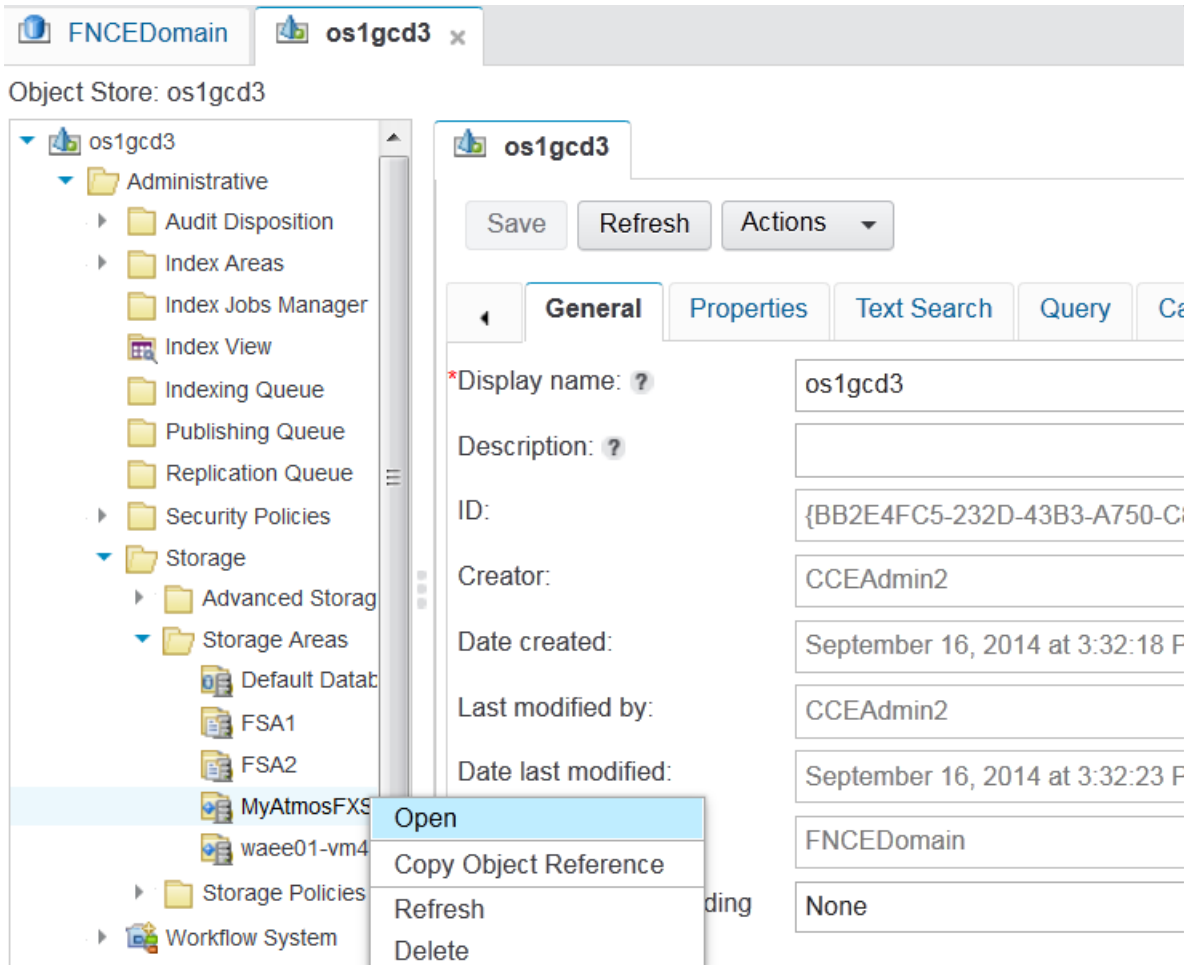 FNCEDomain
os1gcd3
Object Store: os1gcd3
os1gcd3
Administrative
Audit Disposition
Index Areas
Index Jobs Manager
Index View
Indexing Queue
Publishing Queue
Replication Queue
Security Policies
Storage
Advanced Storag
Storage Areas
Default Datab
FSA1
FSA2
MyAtmosFXS
waee01-vm4
Storage Policies
Workflow System
Open
Copy Object Reference
Refresh
Delete
os1gcd3
Save Refresh Actions
General Properties Text Search Query Ca
*Display name: ? os1gcd3
Description: ?
ID: {BB2E4FC5-232D-43B3-A750-C8
Creator: CCEAdmin2
Date created: September 16, 2014 at 3:32:18 P
Last modified by: CCEAdmin2
Date last modified: September 16, 2014 at 3:32:23 P
FNCEDomain
ding None